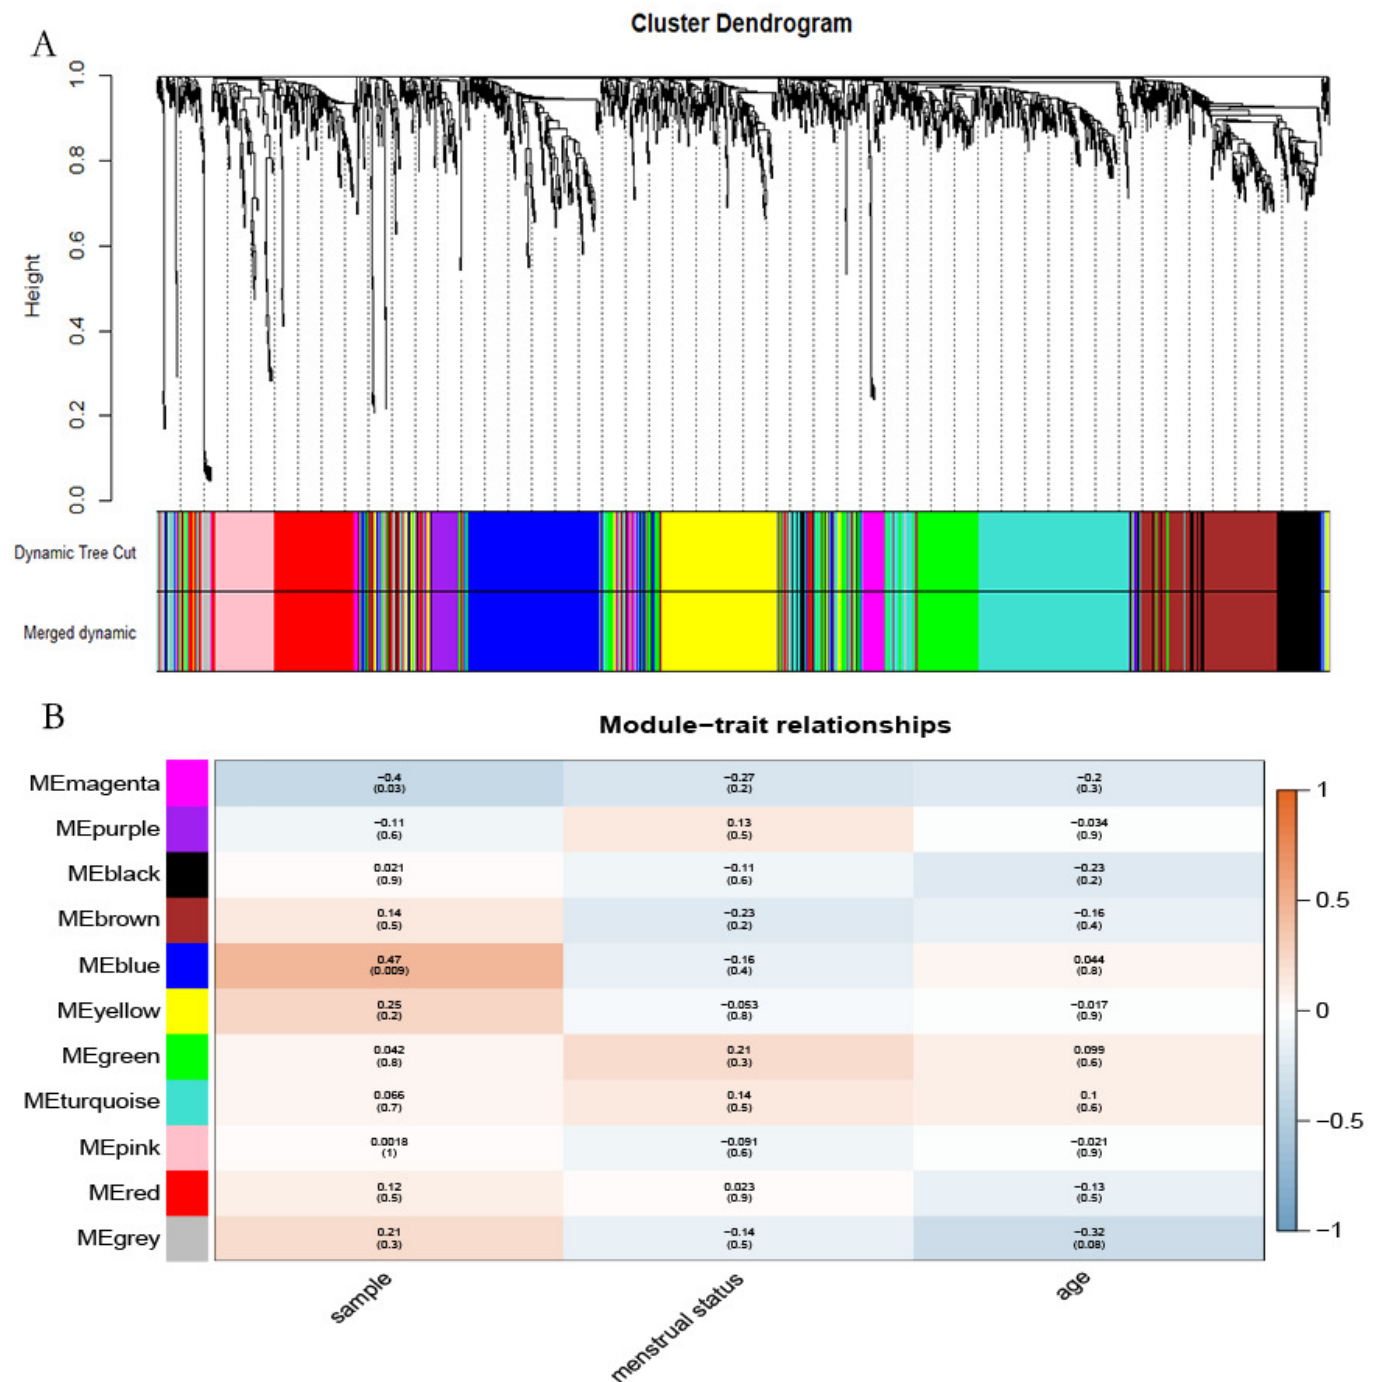 A
Cluster Dendrogram
Height
1.0
0.8
0.6
0.4
0.2
0.0
Dynamic Tree Cut
Merged dynamic
B
Module−trait relationships
MEmagenta −0.4 −0.27 −0.2
(0.03) (0.2) (0.3)
MEpurple −0.11 0.13 −0.034
(0.6) (0.5) (0.9)
MEblack 0.021 −0.11 −0.23
(0.9) (0.6) (0.2)
MEbrown 0.14 −0.23 −0.16
(0.5) (0.2) (0.4)
MEblue 0.47 −0.16 0.044
(0.009) (0.4) (0.8)
MEyellow 0.25 −0.053 −0.017
(0.2) (0.8) (0.9)
MEgreen 0.042 0.21 0.099
(0.8) (0.3) (0.6)
MEturquoise 0.066 0.14 0.1
(0.7) (0.5) (0.6)
MEpink 0.0018 −0.091 −0.021
(1) (0.6) (0.9)
MEred 0.12 0.023 −0.13
(0.5) (0.9) (0.5)
MEgrey 0.21 −0.14 −0.32
(0.3) (0.5) (0.08)
1
0.5
0
−0.5
−1
sample
menstrual status
age